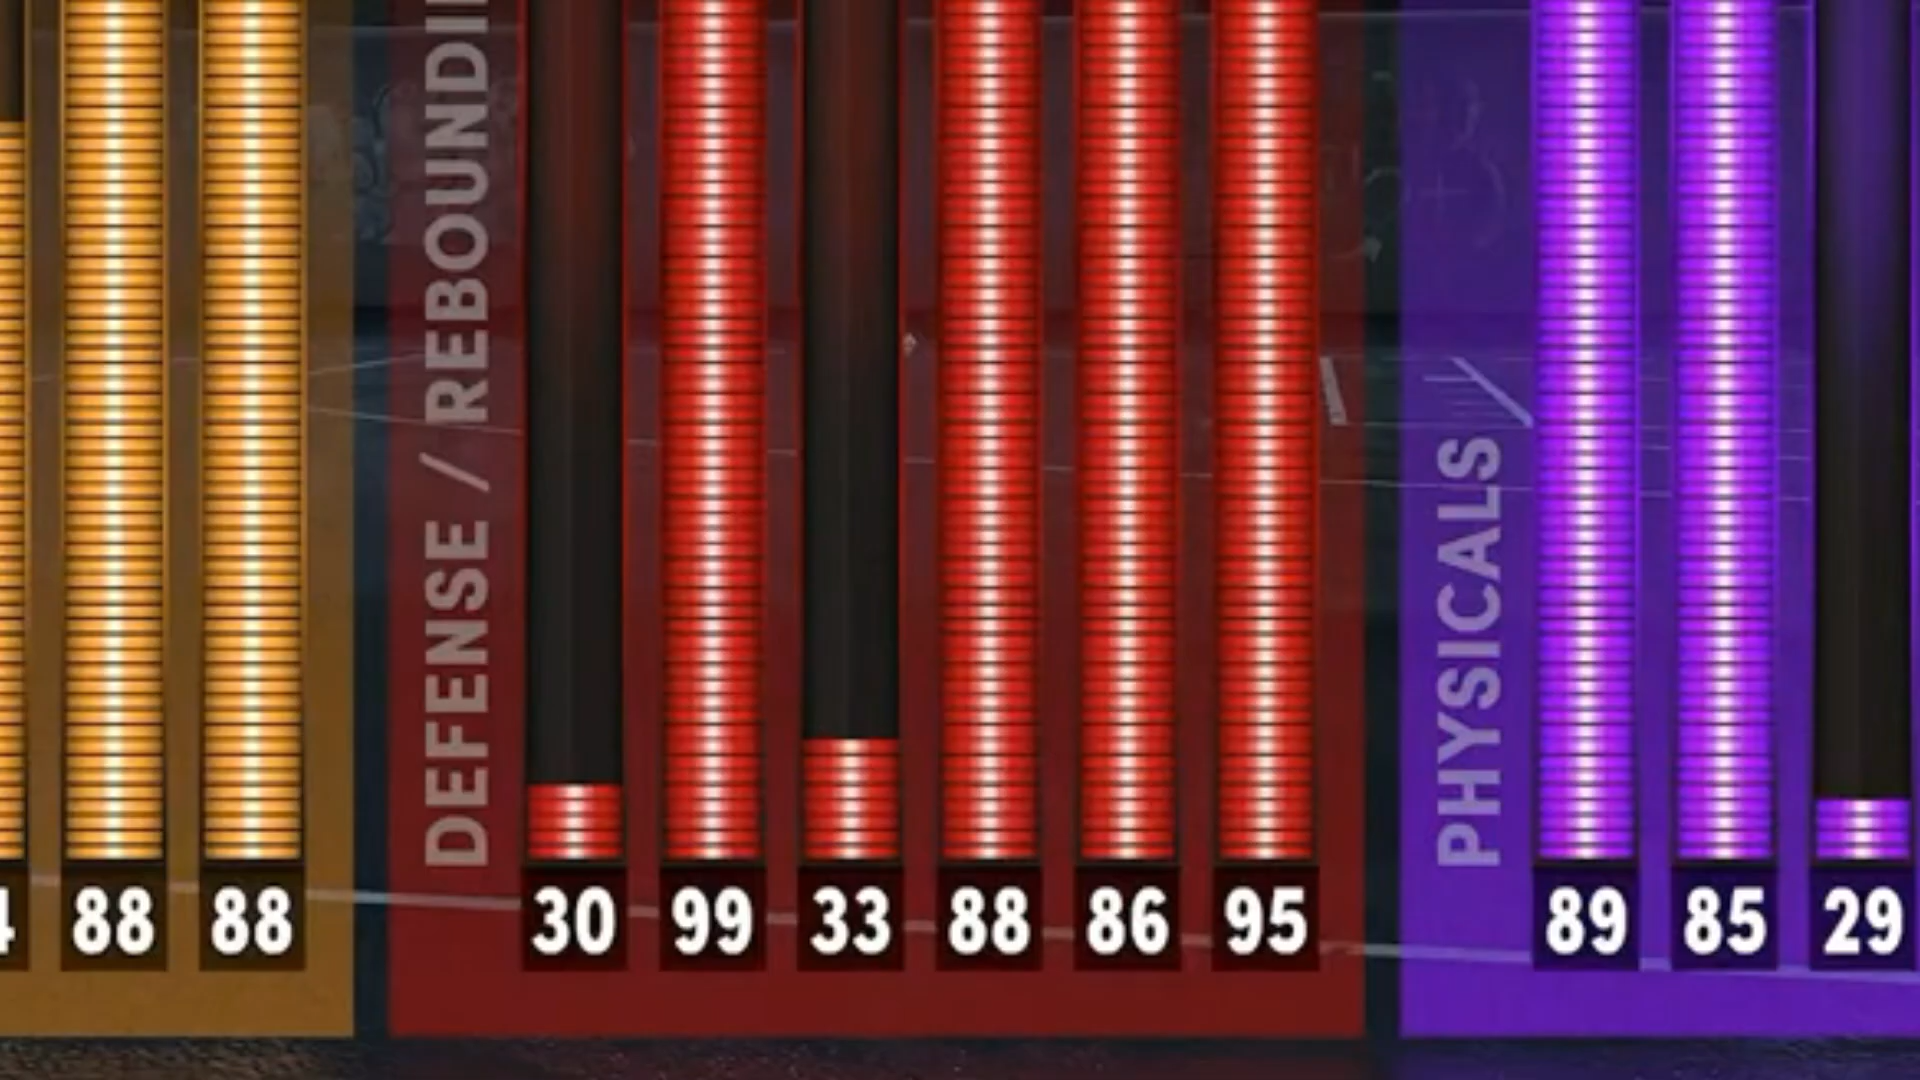 DEFENSE / REBOUNDI
PHYSICALS
88 88
30 99 33 88 86 95
89 85 29